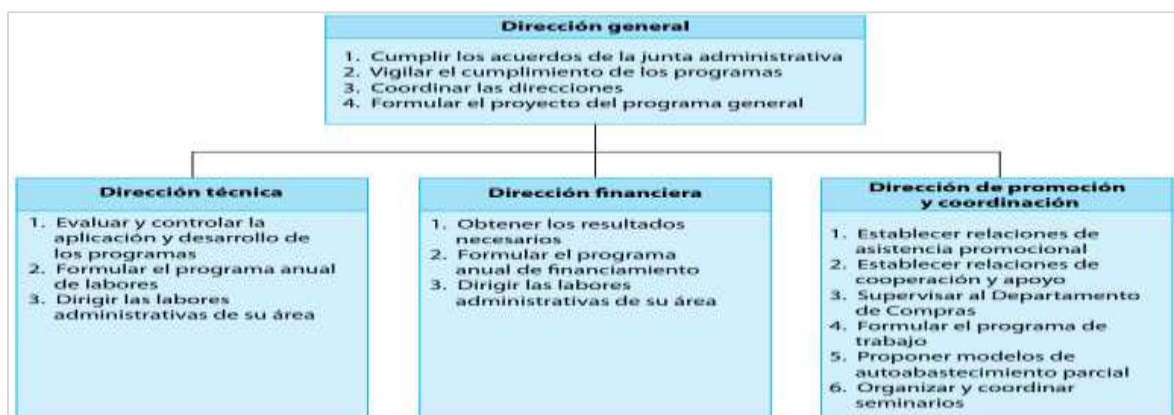 Dirección general
1. Cumplir los acuerdos de la junta administrativa
2. Vigilar el cumplimiento de los programas
3. Coordinar las direcciones
4. Formular el proyecto del programa general
Dirección técnica
1. Evaluar y controlar la
aplicación y desarrollo de
los programas
2. Formular el programa anual
de labores
3. Dirigir las labores
administrativas de su área
Dirección financiera
1. Obtener los resultados
necesarios
2. Formular el programa
anual de financiamiento
3. Dirigir las labores
administrativas de su área
Dirección de promoción
y coordinación
1. Establecer relaciones de
asistencia promocional
2. Establecer relaciones de
cooperación y apoyo
3. Supervisar al Departamento
de Compras
4. Formular el programa de
trabajo
5. Proponer modelos de
autoabastecimiento parcial
6. Organizar y coordinar
seminarios